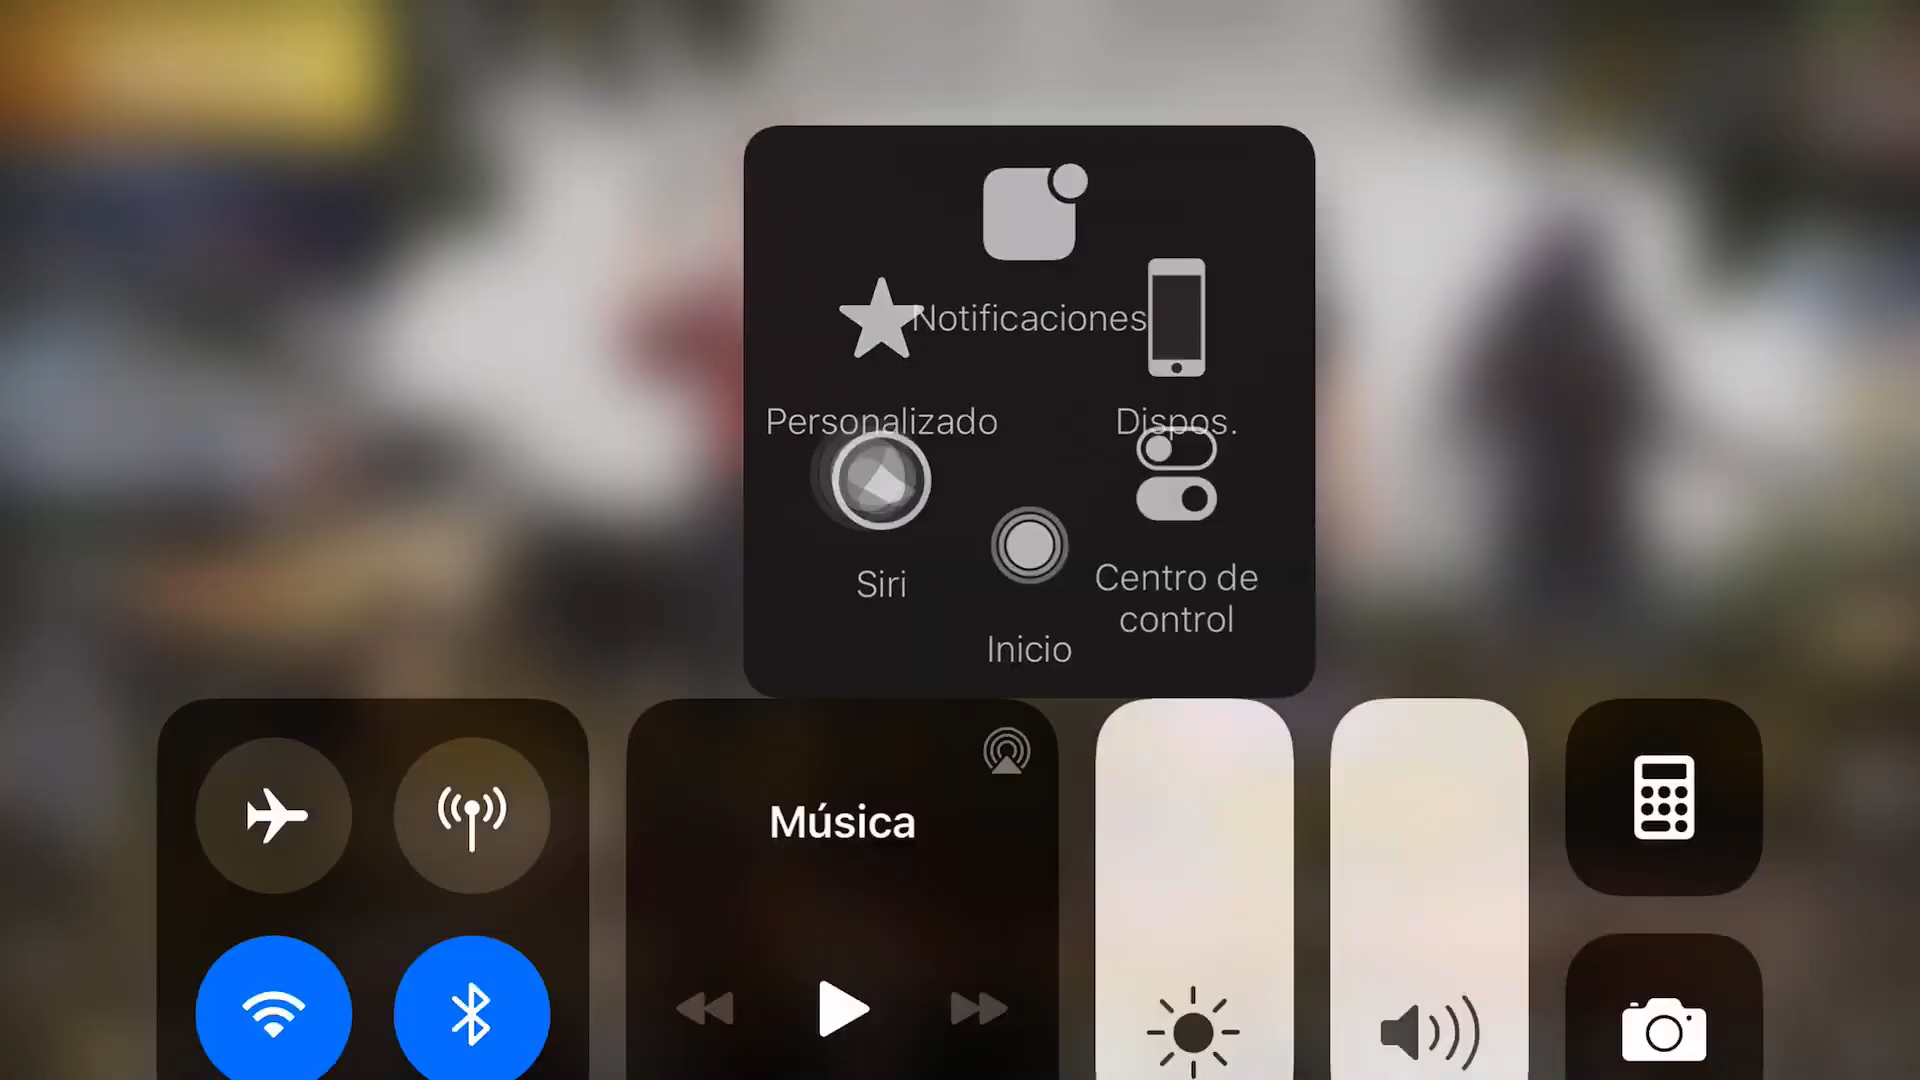 Notificaciones
Personalizado
Dispos.
Siri
Centro de
control
Inicio
Música